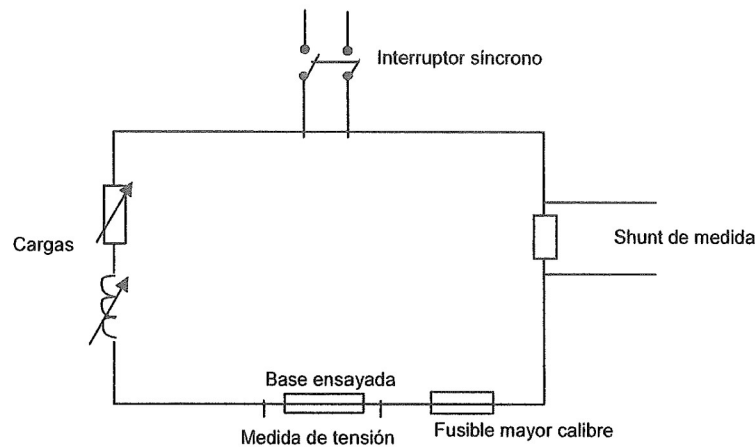 Interruptor síncrono
Cargas
Shunt de medida
Base ensayada
Medida de tensión
Fusible mayor calibre